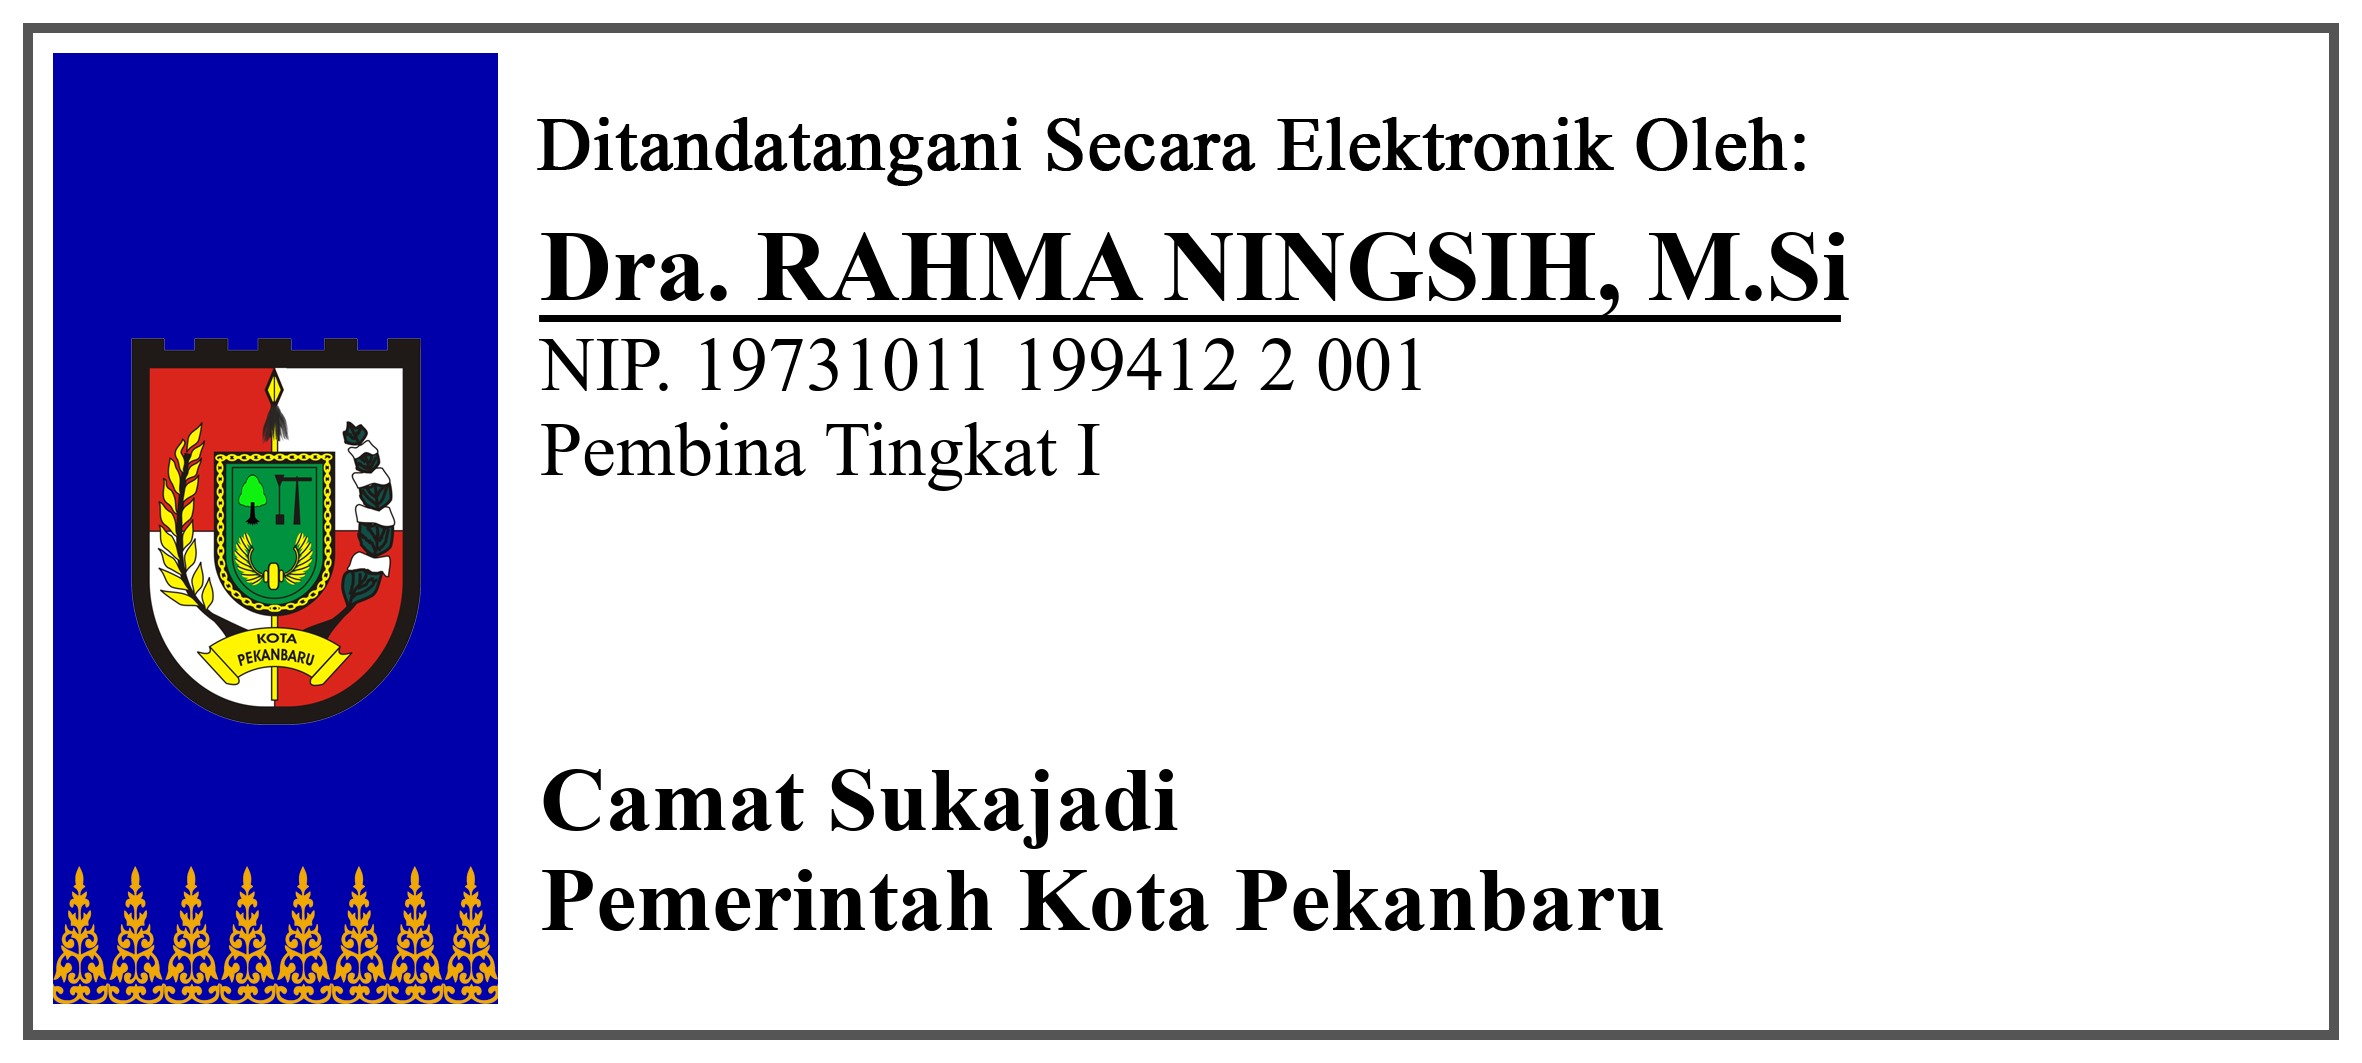 Ditandatangani Secara Elektronik Oleh:
Dra. RAHMA NINGSIH, M.Si
NIP. 19731011 199412 2 001
Pembina Tingkat I
KOTA
PEKANBARU
Camat Sukajadi
Pemerintah Kota Pekanbaru